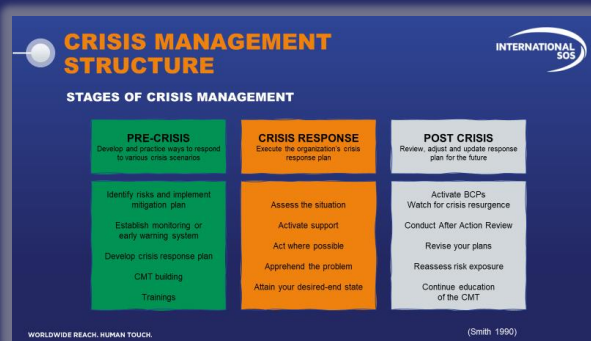 CRISIS MANAGEMENT
STRUCTURE
INTERNATIONAL
SOS
STAGES OF CRISIS MANAGEMENT
PRE-CRISIS
Develop and practice ways to respond
to various crisis scenarios
Identify risks and implement
mitigation plan
Establish monitoring or
early warning system
Develop crisis response plan
CMT building
Trainings
CRISIS RESPONSE
Execute the organization's crisis
response plan
Assess the situation
Activate support
Act where possible
Apprehend the problem
Attain your desired-end state
POST CRISIS
Review, adjust and update response
plan for the future
Activate BCPs
Watch for crisis resurgence
Conduct After Action Review
Revise your plans
Reassess risk exposure
Continue education
of the CMT
WORLDWIDE REACH. HUMAN TOUCH.
(Smith 1990)